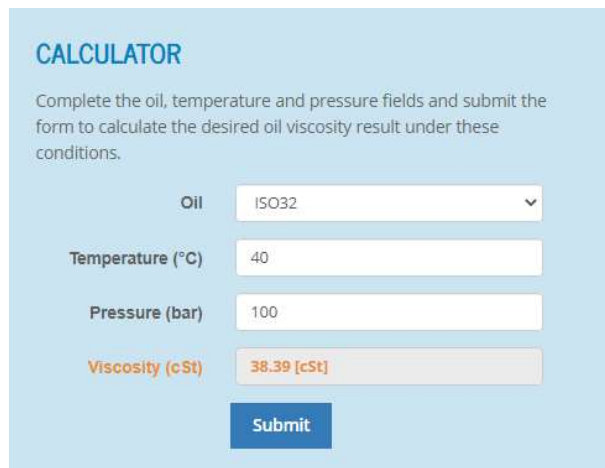 CALCULATOR
Complete the oil, temperature and pressure fields and submit the
form to calculate the desired oil viscosity result under these
conditions.
Oil ISO32
Temperature (°C) 40
Pressure (bar) 100
Viscosity (cSt) 38.39 [cSt]
Submit